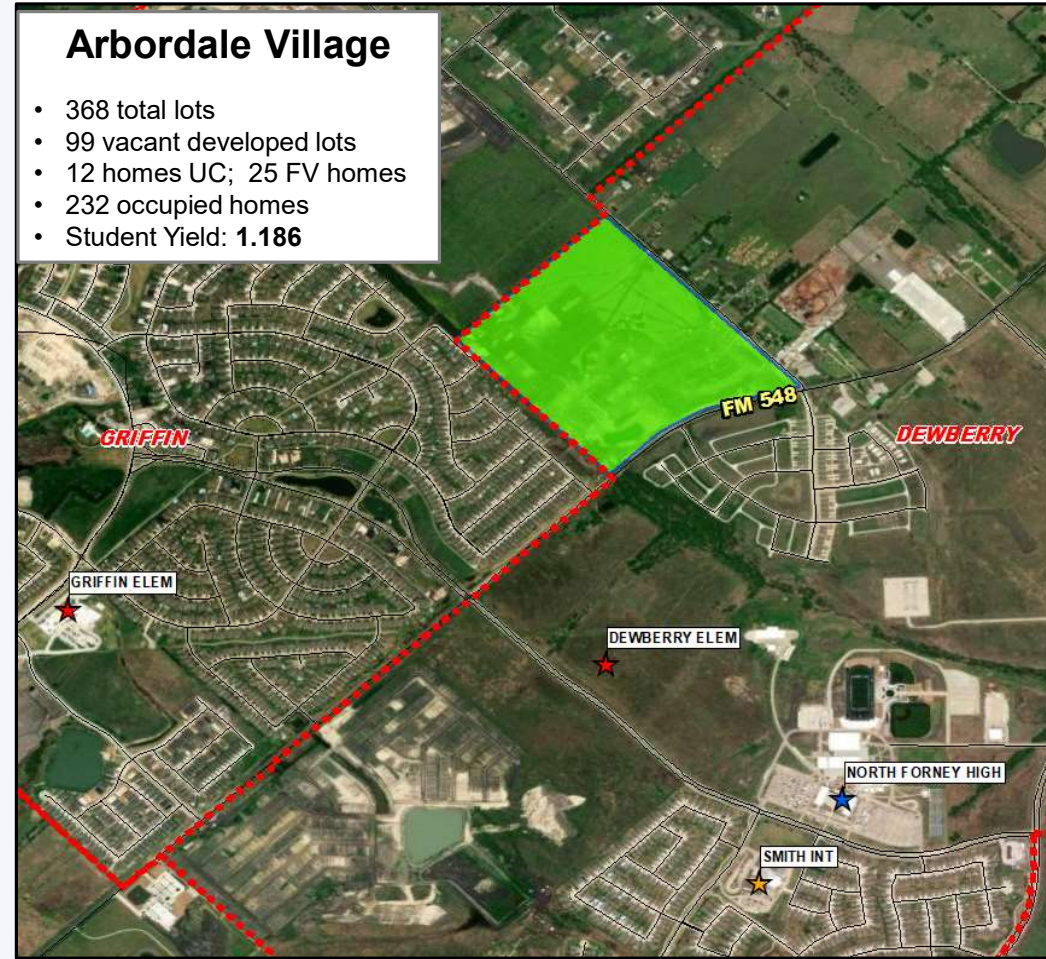 Arbordale Village
• 368 total lots
• 99 vacant developed lots
• 12 homes UC; 25 FV homes
• 232 occupied homes
• Student Yield: 1.186
FM 548
GRIFFIN
DEWBERRY
GRIFFIN ELEM
DEWBERRY ELEM
NORTH FORNEY HIGH
SMITH INT